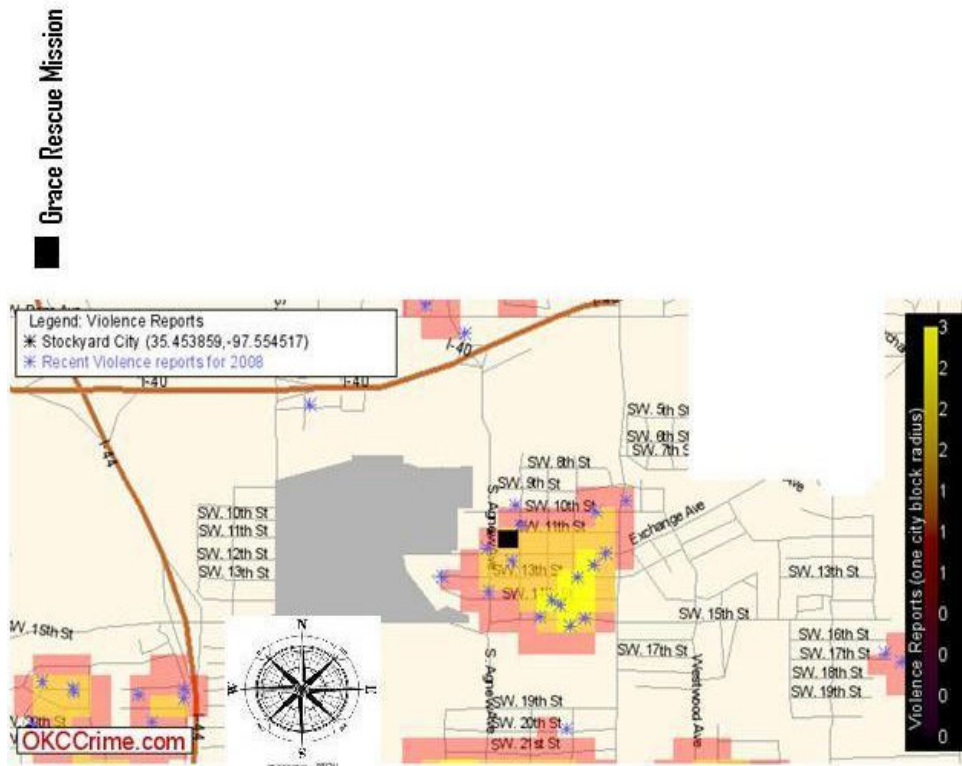 Grace Rescue Mission
Legend: Violence Reports
Stockyard City (35.453859,-97.554517)
Recent Violence reports for 2008
I-40
I-40
I-40
I-44
SW. 5th St
SW. 6th St
SW. 7th S
SW. 8th St
SW. 9th St
SW. 10th St
SW. 11th St
S. Agnew Ave
Exchange Ave
SW. 10th St
SW. 11th St
SW. 12th St
SW. 13th St
SW. 13th St
SW. 13th St
SW. 15th St
SW. 15th St
SW. 16th St
SW. 17th St
SW. 18th St
SW. 19th St
SW. 17th St
Westwood Ave
S. Agnew Ave
SW. 19th St
SW. 20th St
SW. 21st St
I-44
N
S
OKCCrime.com
Violence Reports (one city block radius)
3
2
2
2
1
1
1
0
0
0
0